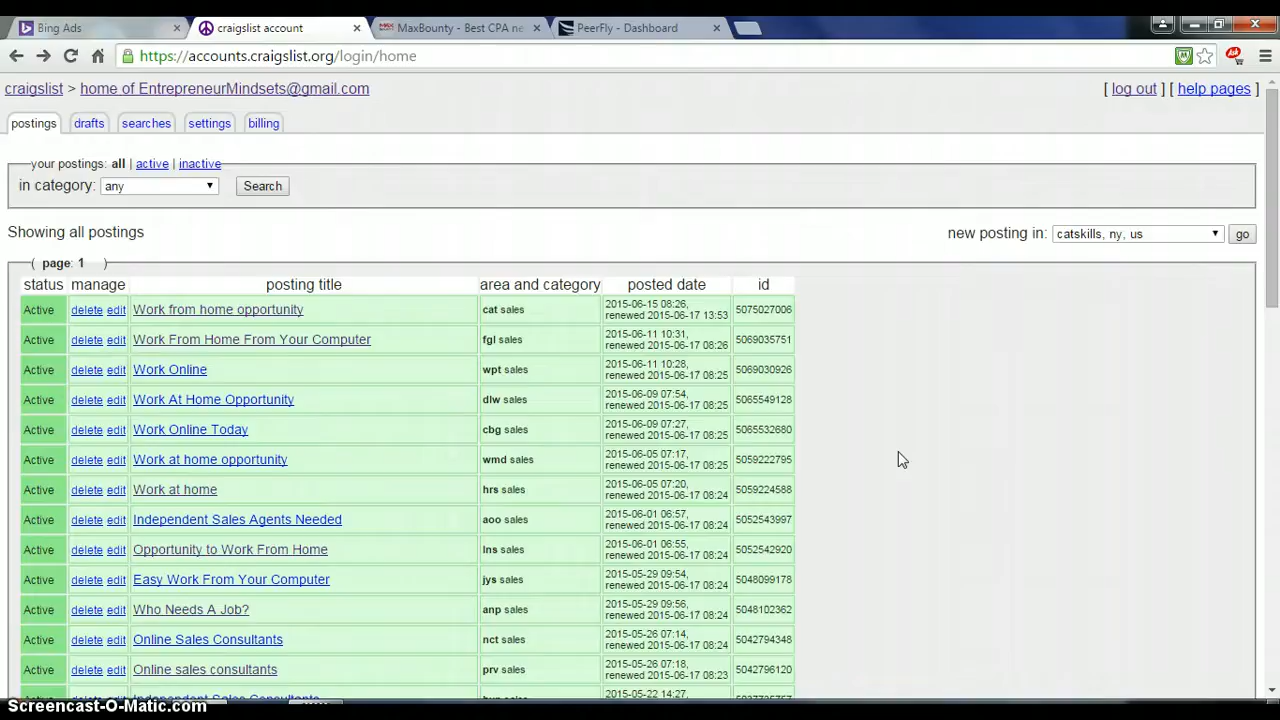 Bing Ads craigslist account MaxBounty - Best CPA ne PeerFly - Dashboard
https://accounts.craigslist.org/login/home
craigslist > home of EntrepreneurMindsets@gmail.com [ log out ] [ help pages ]
postings drafts searches settings billing
your postings: all | active | inactive
in category: any Search
Showing all postings new posting in: catskills, ny, us go
( page: 1 )
status manage posting title area and category posted date id
Active delete edit Work from home opportunity cat sales 2015-06-15 08:26, renewed 2015-06-17 13:53 5075027006
Active delete edit Work From Home From Your Computer fgl sales 2015-06-11 10:31, renewed 2015-06-17 08:26 5069035751
Active delete edit Work Online wpt sales 2015-06-11 10:28, renewed 2015-06-17 08:25 5069030926
Active delete edit Work At Home Opportunity dlw sales 2015-06-09 07:54, renewed 2015-06-17 08:25 5065549128
Active delete edit Work Online Today cbg sales 2015-06-09 07:27, renewed 2015-06-17 08:25 5065532680
Active delete edit Work at home opportunity wmd sales 2015-06-05 07:17, renewed 2015-06-17 08:25 5059222795
Active delete edit Work at home hrs sales 2015-06-05 07:20, renewed 2015-06-17 08:24 5059224588
Active delete edit Independent Sales Agents Needed aoo sales 2015-06-01 06:57, renewed 2015-06-17 08:24 5052543997
Active delete edit Opportunity to Work From Home lns sales 2015-06-01 06:55, renewed 2015-06-17 08:24 5052542920
Active delete edit Easy Work From Your Computer jys sales 2015-05-29 09:54, renewed 2015-06-17 08:24 5048099178
Active delete edit Who Needs A Job? anp sales 2015-05-29 09:56, renewed 2015-06-17 08:24 5048102362
Active delete edit Online Sales Consultants nct sales 2015-05-26 07:14, renewed 2015-06-17 08:24 5042794348
Active delete edit Online sales consultants prv sales 2015-05-26 07:18, renewed 2015-06-17 08:23 5042796120
Independent Sales Consultants sales 2015-05-22 14:27,
Screencast-O-Matic.com